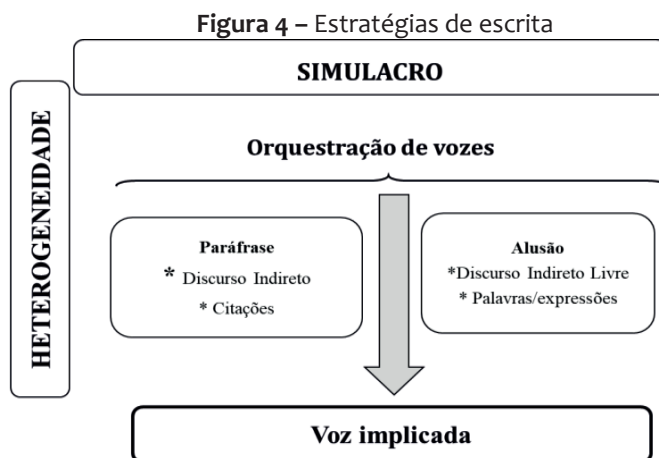 Figura 4 – Estratégias de escrita
SIMULACRO
HETEROGENEIDADE
Orquestração de vozes
Paráfrase
* Discurso Indireto
* Citações
Alusão
*Discurso Indireto Livre
* Palavras/expressões
Voz implicada